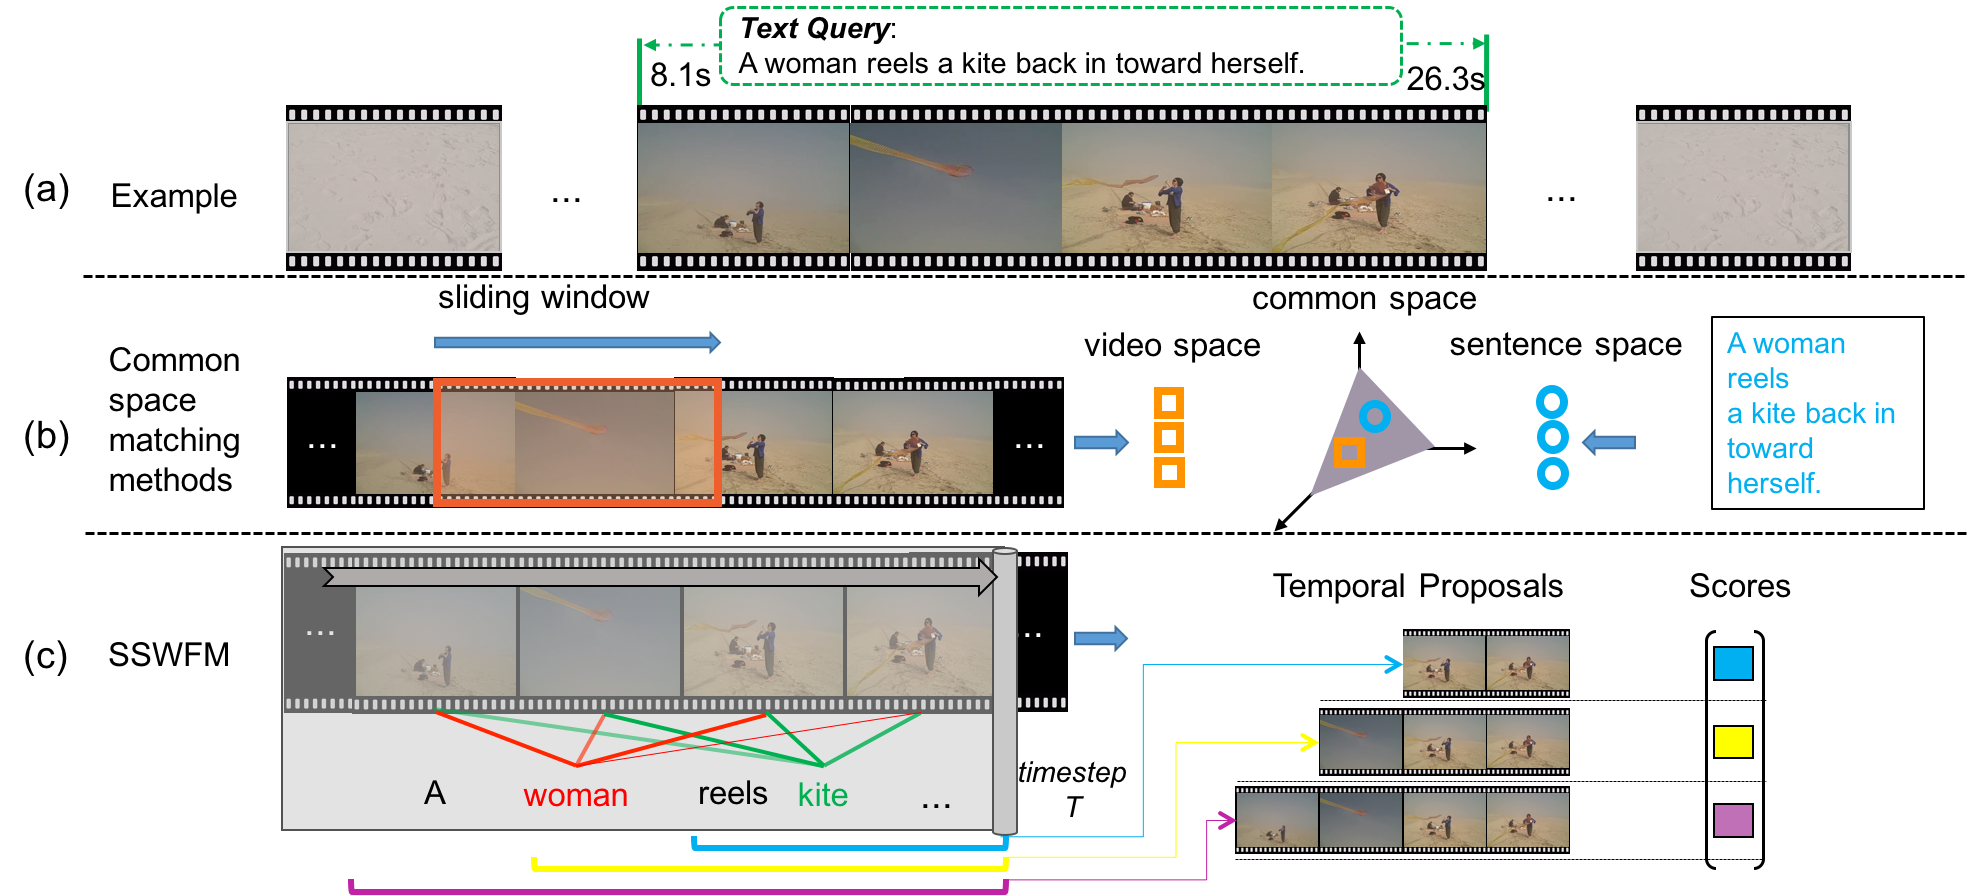 Text Query:
A woman reels a kite back in toward herself.
8.1s
26.3s
(a)
Example
...
...
sliding window
common space
video space
sentence space
(b)
Common
space
matching
methods
...
...
A woman
reels
a kite back in
toward
herself.
(c)
SSWFM
...
...
Temporal Proposals
Scores
A woman reels kite ...
timestep
T